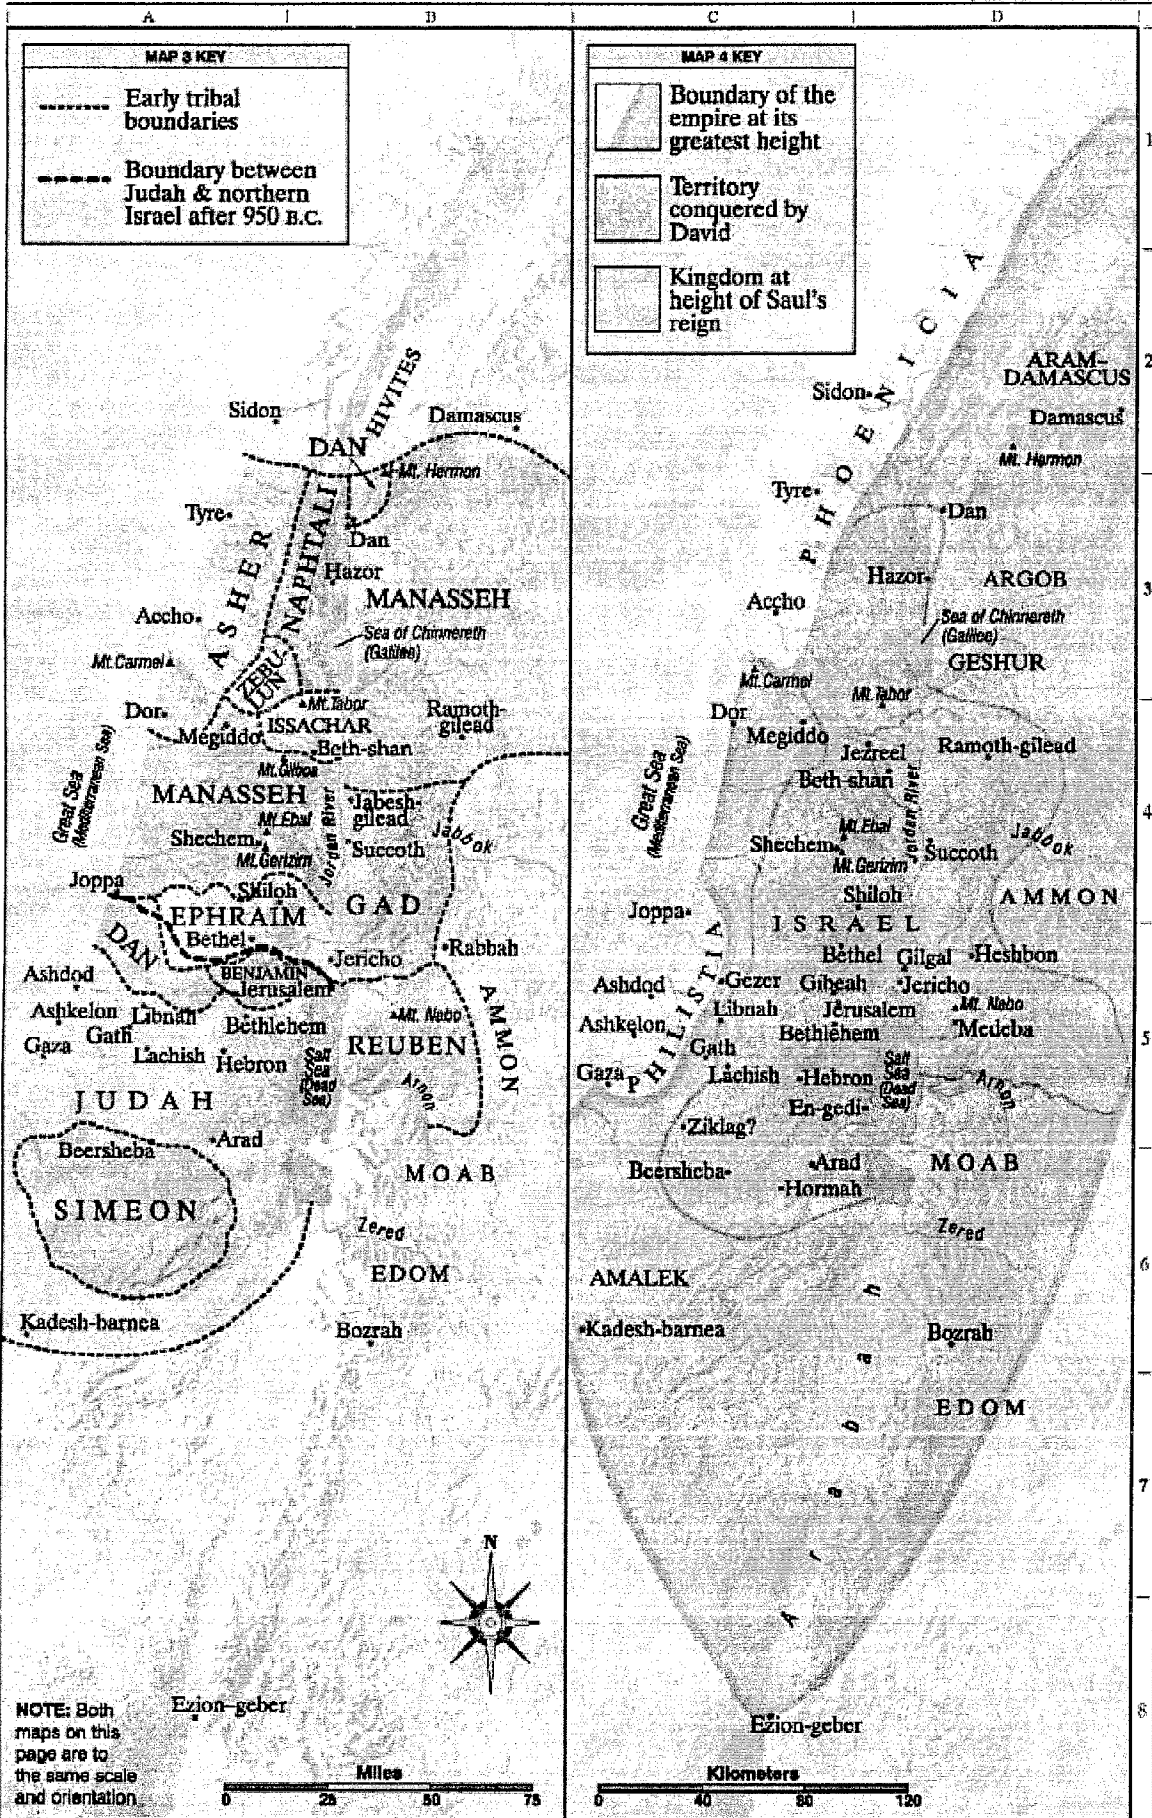 A
B
C
D
MAP 3 KEY
Early tribal
boundaries
Boundary between
Judah & northern
Israel after 950 B.C.
HIVITES
Sidon
Damascus
DAN
Mt. Hermon
Tyre
ASHER
NAPHTALI
Dan
Hazor
MANASSEH
Accho
Sea of Chinnereth
(Galilee)
Mt. Carmel
ZEBU-
LUN
Mt. Tabor
Dor
ISSACHAR
Ramoth-
gilead
Megiddo
Beth-shan
Mt. Gilboa
Great Sea
(Mediterranean Sea)
MANASSEH
Jabesh-
gilead
Mt. Ebal
Jordan River
Jabbok
Shechem
Succoth
Mt. Gerizim
Joppa
Shiloh
GAD
EPHRAIM
DAN
Bethel
Rabbah
Jericho
BENJAMIN
Ashdod
Jerusalem
AMMON
Ashkelon
Libnah
Mt. Nebo
Gath
Bethlehem
Gaza
REUBEN
Lachish
Hebron
Salt
Sea
(Dead
Sea)
Arnon
JUDAH
Arad
Beersheba
MOAB
SIMEON
Zered
EDOM
Kadesh-barnea
Bozrah
N
Ezion-geber
NOTE: Both
maps on this
page are to
the same scale
and orientation
Miles
0 25 50 75
MAP 4 KEY
Boundary of the
empire at its
greatest height
Territory
conquered by
David
Kingdom at
height of Saul's
reign
PHOENICIA
ARAM-
DAMASCUS
Sidon
Damascus
Mt. Hermon
Tyre
Dan
Hazor
ARGOB
Accho
Sea of Chinnereth
(Galilee)
GESHUR
Mt. Carmel
Mt. Tabor
Dor
Megiddo
Jezreel
Ramoth-gilead
Beth-shan
Great Sea
(Mediterranean Sea)
Jordan River
Mt. Ebal
Jabbok
Shechem
Succoth
Mt. Gerizim
Shiloh
AMMON
Joppa
ISRAEL
Bethel
Gilgal
Heshbon
PHILISTIA
Ashdod
Gezer
Gibeah
Jericho
Libnah
Jerusalem
Mt. Nebo
Ashkelon
Bethlehem
Medeba
Gath
Gaza
Lachish
Hebron
Salt
Sea
(Dead
Sea)
Arnon
En-gedi
Ziklag?
Beersheba
Arad
MOAB
Hormah
Zered
AMALEK
Arabah
Kadesh-barnea
Bozrah
EDOM
Ezion-geber
Kilometers
0 40 80 120
1
2
3
4
5
6
7
8